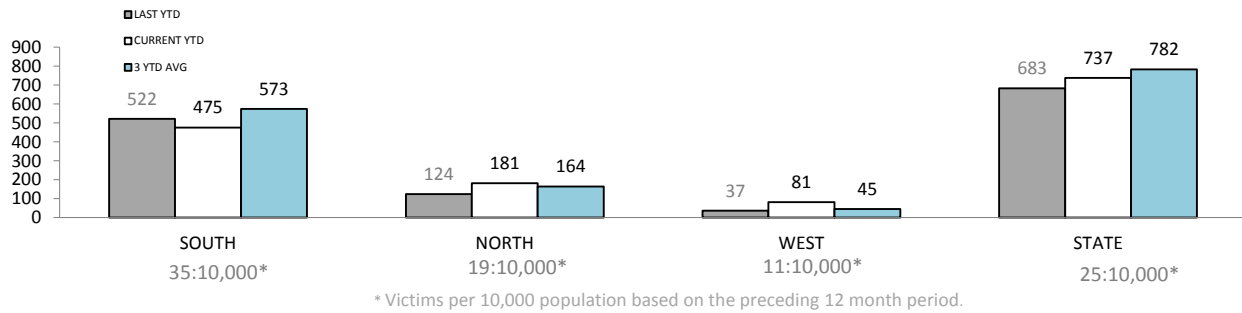 LAST YTD
CURRENT YTD
3 YTD AVG
900
800
700
600
500
400
300
200
100
0
522 475 573
124 181 164
37 81 45
683 737 782
SOUTH NORTH WEST STATE
35:10,000* 19:10,000* 11:10,000* 25:10,000*
* Victims per 10,000 population based on the preceding 12 month period.